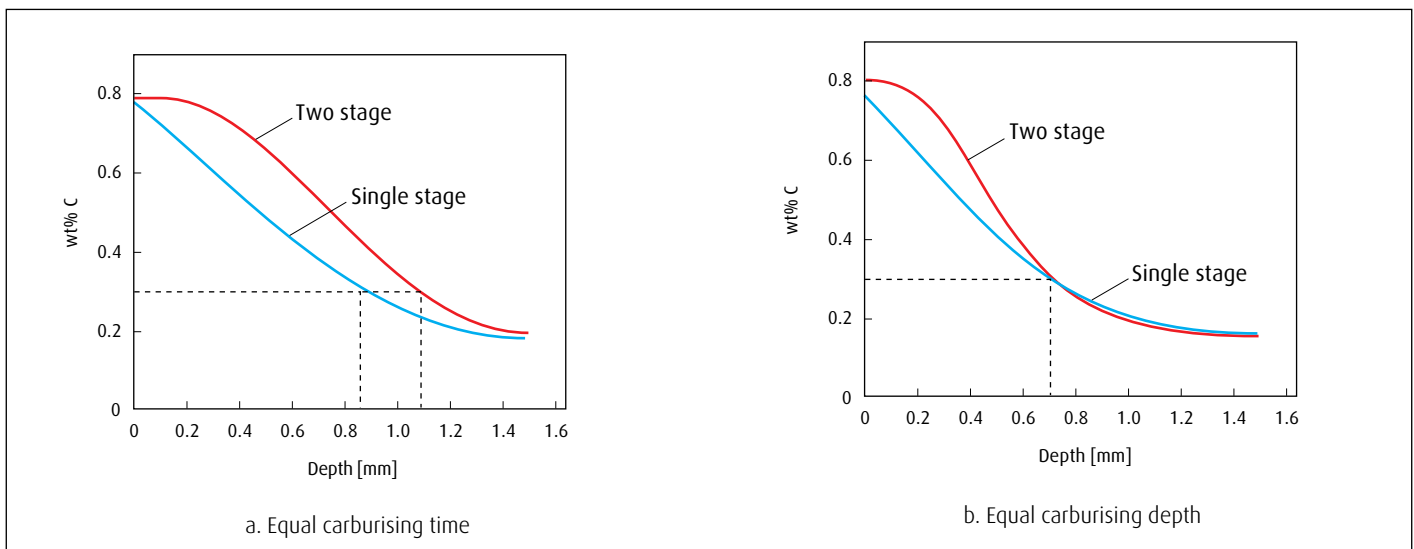 0.8
0.6
0.4
0.2
0
wt% C
Two stage
Single stage
0 0.2 0.4 0.6 0.8 1.0 1.2 1.4 1.6
Depth [mm]
a. Equal carburising time
0.8
0.6
0.4
0.2
0
wt% C
Two stage
Single stage
0 0.2 0.4 0.6 0.8 1.0 1.2 1.4 1.6
Depth [mm]
b. Equal carburising depth